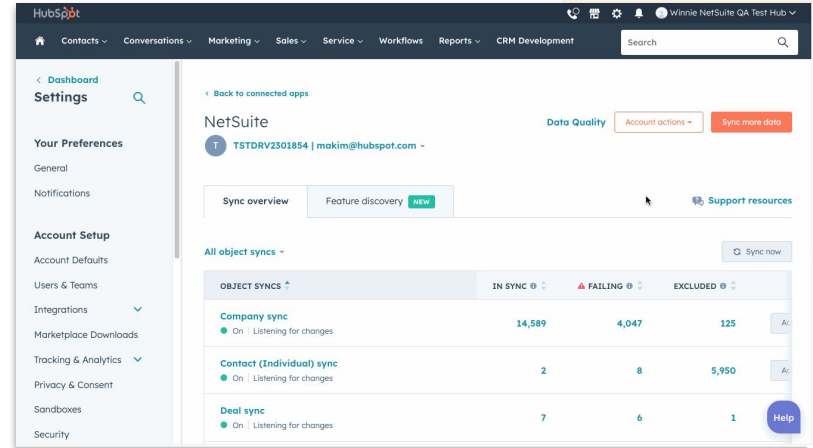 HubSpot
Winnie NetSuite QA Test Hub
Contacts Conversations Marketing Sales Service Workflows Reports CRM Development Search
Dashboard
Settings
Your Preferences
General
Notifications
Account Setup
Account Defaults
Users & Teams
Integrations
Marketplace Downloads
Tracking & Analytics
Privacy & Consent
Sandboxes
Security
Back to connected apps
NetSuite
Data Quality Account actions Sync more data
T TSTDRV2301854 | makim@hubspot.com
Sync overview Feature discovery NEW Support resources
All object syncs Sync now
OBJECT SYNCS IN SYNC FAILING EXCLUDED
Company sync 14,589 4,047 125
On | Listening for changes
Contact (Individual) sync 2 8 5,950
On | Listening for changes
Deal sync 7 6 1
On | Listening for changes
Help